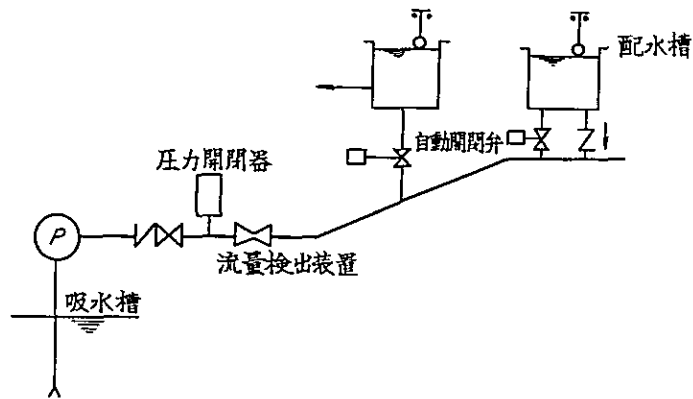 配水槽
自動開閉弁
圧力開閉器
P
流量検出装置
吸水槽